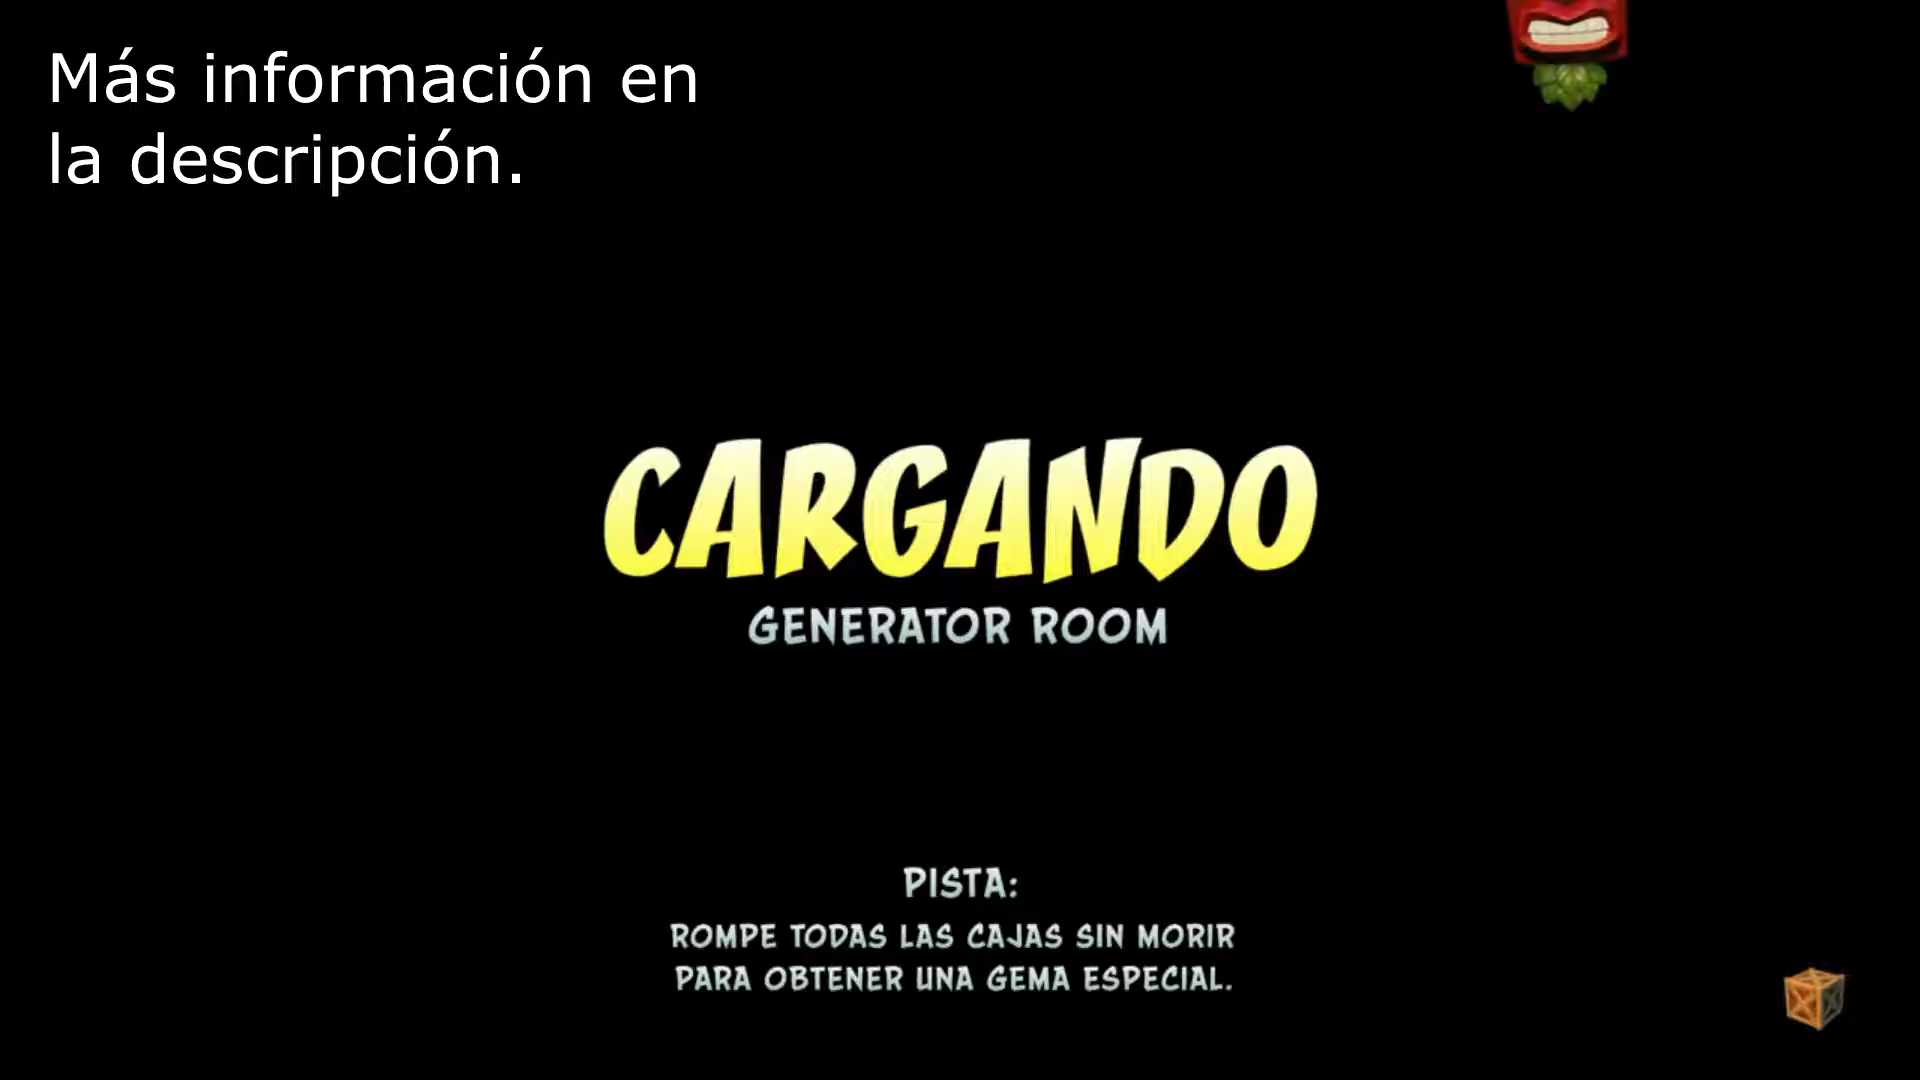 Más información en
la descripción.
CARGANDO
GENERATOR ROOM
PISTA:
ROMPE TODAS LAS CAJAS SIN MORIR
PARA OBTENER UNA GEMA ESPECIAL.